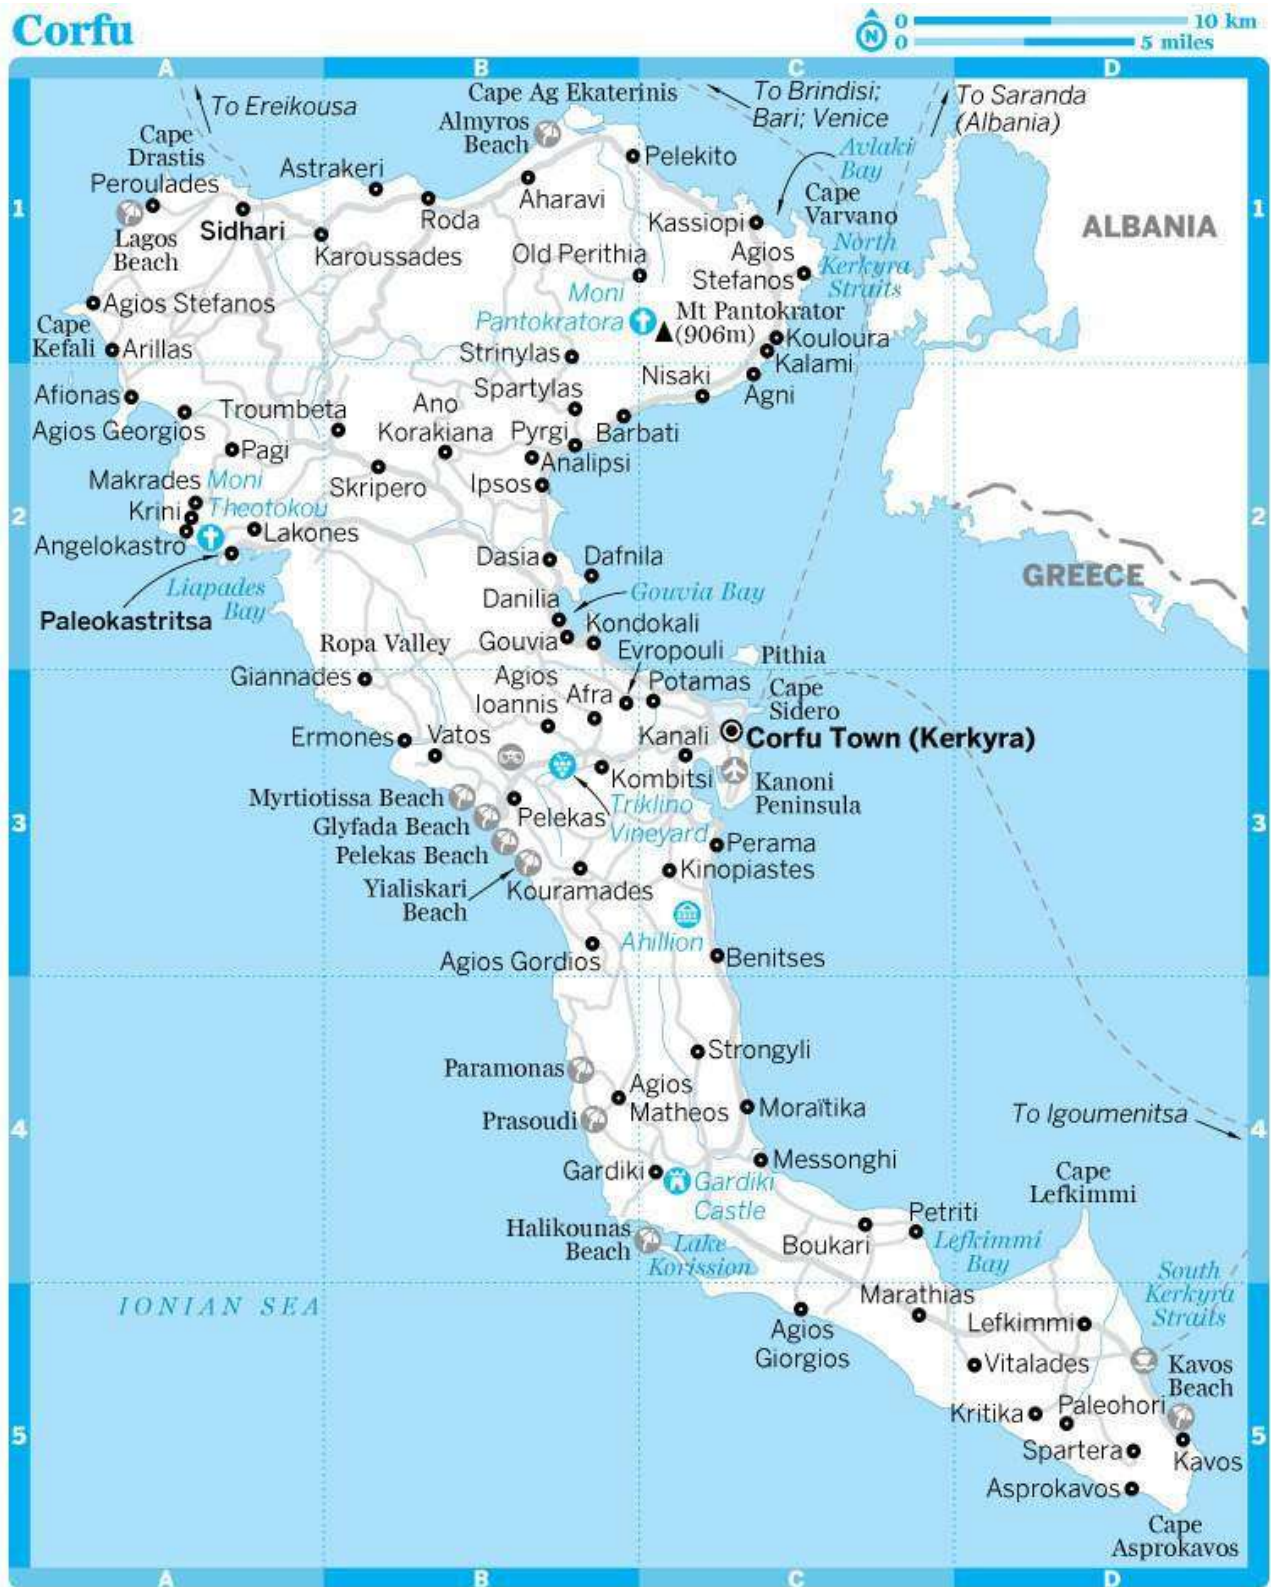 Corfu
N
0 10 km
0 5 miles
A B C D
To Ereikousa
Cape Ag Ekaterinis
To Brindisi;
Bari; Venice
To Saranda
(Albania)
Cape
Drastis
Almyros
Beach
Avlaki
Bay
Peroulades
Astrakeri
Pelekito
Cape
Varvano
1
Sidhari
Roda
Aharavi
Kassiopi
ALBANIA
1
Lagos
Beach
Karoussades
Old Perithia
Agios
Stefanos
North
Kerkyra
Straits
Agios Stefanos
Moni
Pantokratora
Mt Pantokrator
(906m)
Cape
Kefali
Arillas
Strinylas
Kouloura
Kalami
Afionas
Spartylas
Nisaki
Agni
Agios Georgios
Troumbeta
Ano
Korakiana
Pyrgi
Barbati
Pagi
Analipsi
Makrades
Moni
Theotokou
Skripero
Ipsos
Krini
2
Lakones
2
Angelokastro
Dasia
Dafnila
Liapades
Bay
GREECE
Paleokastritsa
Danilia
Gouvia Bay
Ropa Valley
Gouvia
Kondokali
Evropouli
Pithia
Giannades
Agios
Ioannis
Afra
Potamas
Cape
Sidero
Ermones
Vatos
Kanali
Corfu Town (Kerkyra)
Kombitsi
Kanoni
Peninsula
Myrtiotissa Beach
Triklino
Vineyard
3
Glyfada Beach
Pelekas
3
Pelekas Beach
Perama
Yialiskari
Beach
Kouramades
Kinopiastes
Ahillion
Agios Gordios
Benitses
Strongyli
Paramonas
Agios
Matheos
Moraïtika
Prasoudi
To Igoumenitsa
4
4
Gardiki
Messonghi
Gardiki
Castle
Cape
Lefkimmi
Halikounas
Beach
Lake
Korission
Boukari
Petriti
Lefkimmi
Bay
South
Kerkyra
Straits
IONIAN SEA
Marathias
Agios
Giorgios
Lefkimmi
Vitalades
Kavos
Beach
Kritika
Paleohori
5
Spartera
Kavos
5
Asprokavos
Cape
Asprokavos
A B C D